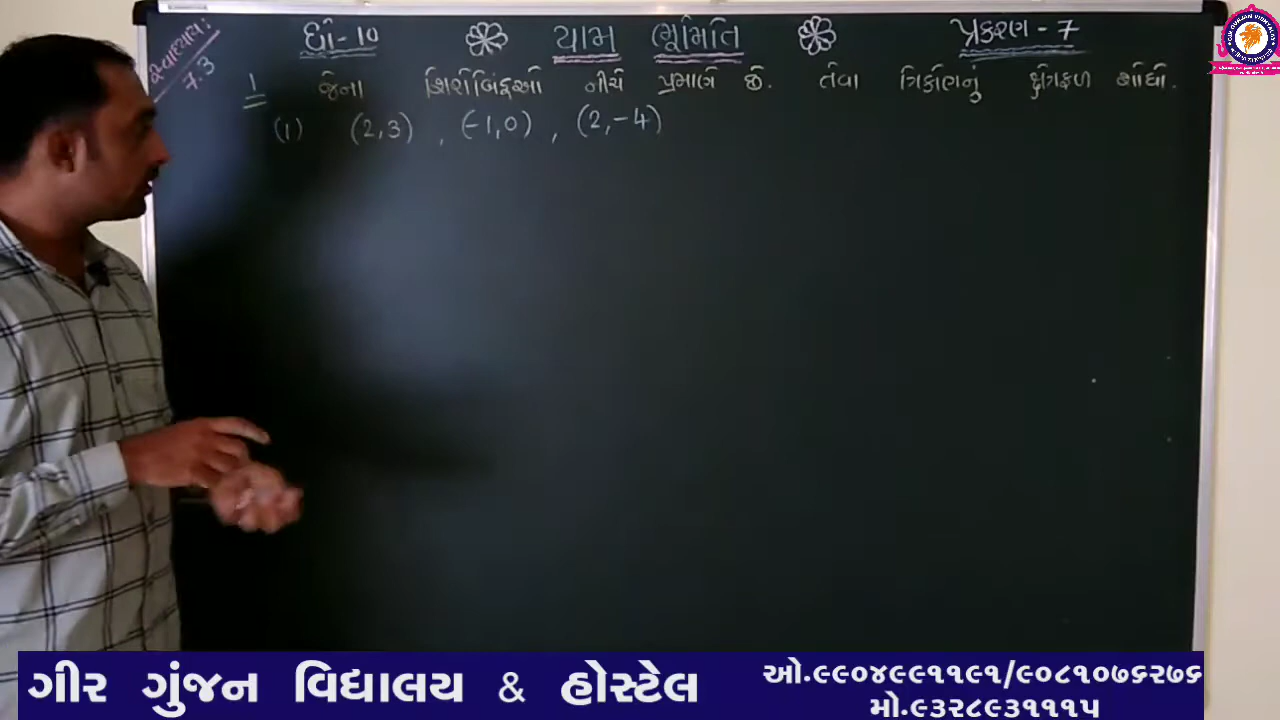 સ્વાધ્યાય: 7.3
ધો-10 યામ ભૂમિતિ પ્રકરણ - 7
1 જેના શિરોબિંદુઓ નીચે પ્રમાણે છે. તેવા ત્રિકોણનું ક્ષેત્રફળ શોધો.
(1) (2,3) , (-1,0) , (2,-4)
ગીર ગુંજન વિદ્યાલય & હોસ્ટેલ
ઓ.૯૯૦૪૯૯૧૧૯૧/૯૦૮૧૦૭૬૨૭૬
મો.૯૩૨૮૯૩૧૧૧૫